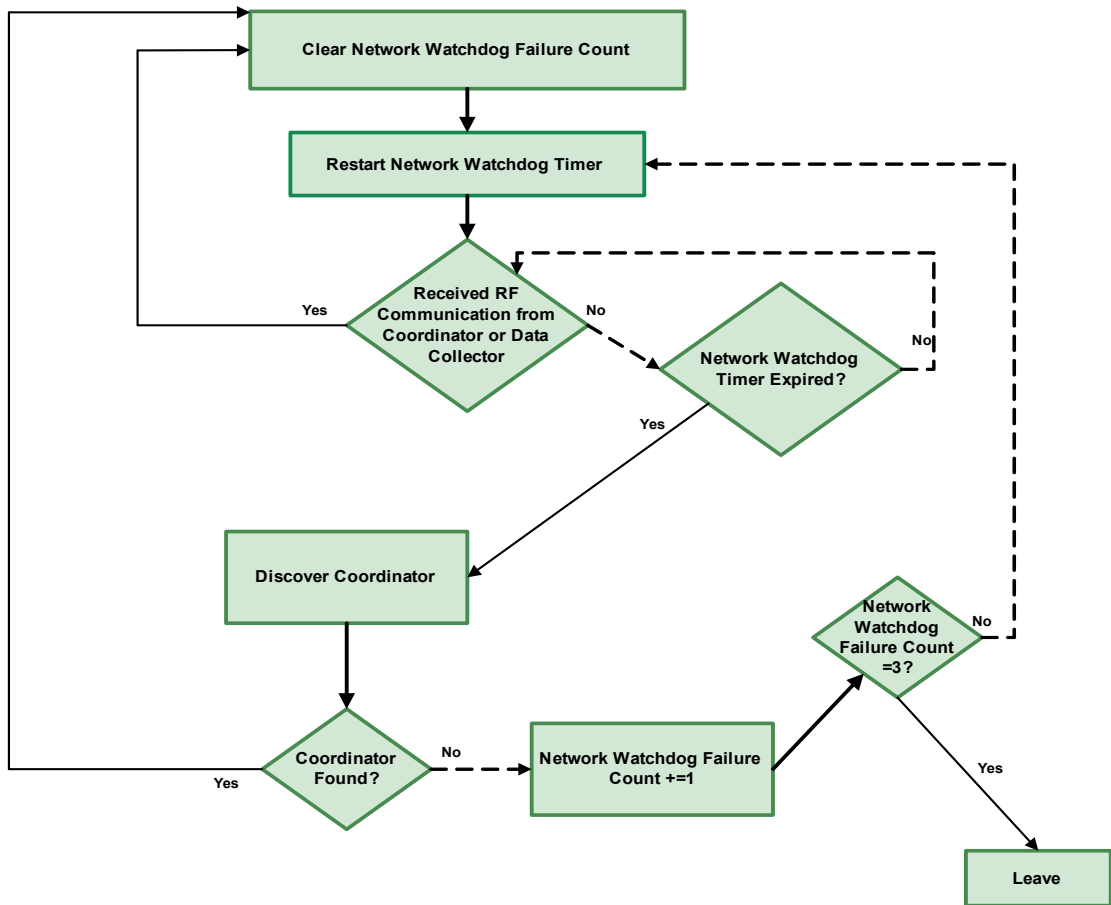 Clear Network Watchdog Failure Count
Restart Network Watchdog Timer
Received RF
Communication from
Coordinator or Data
Collector
Yes
No
Network Watchdog
Timer Expired?
No
Yes
Discover Coordinator
Network
Watchdog
Failure Count
=3?
No
Yes
Coordinator
Found?
Yes
No
Network Watchdog Failure
Count +=1
Leave